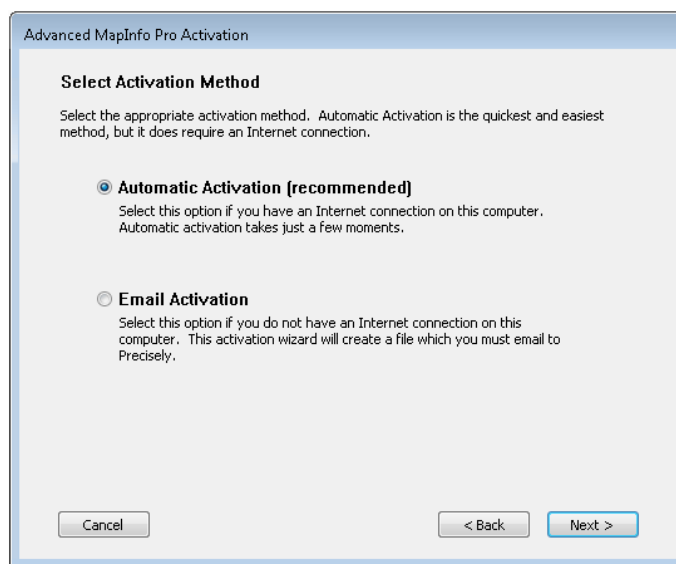 Advanced MapInfo Pro Activation
Select Activation Method
Select the appropriate activation method. Automatic Activation is the quickest and easiest
method, but it does require an Internet connection.
Automatic Activation (recommended)
Select this option if you have an Internet connection on this computer.
Automatic activation takes just a few moments.
Email Activation
Select this option if you do not have an Internet connection on this
computer. This activation wizard will create a file which you must email to
Precisely.
Cancel
< Back
Next >